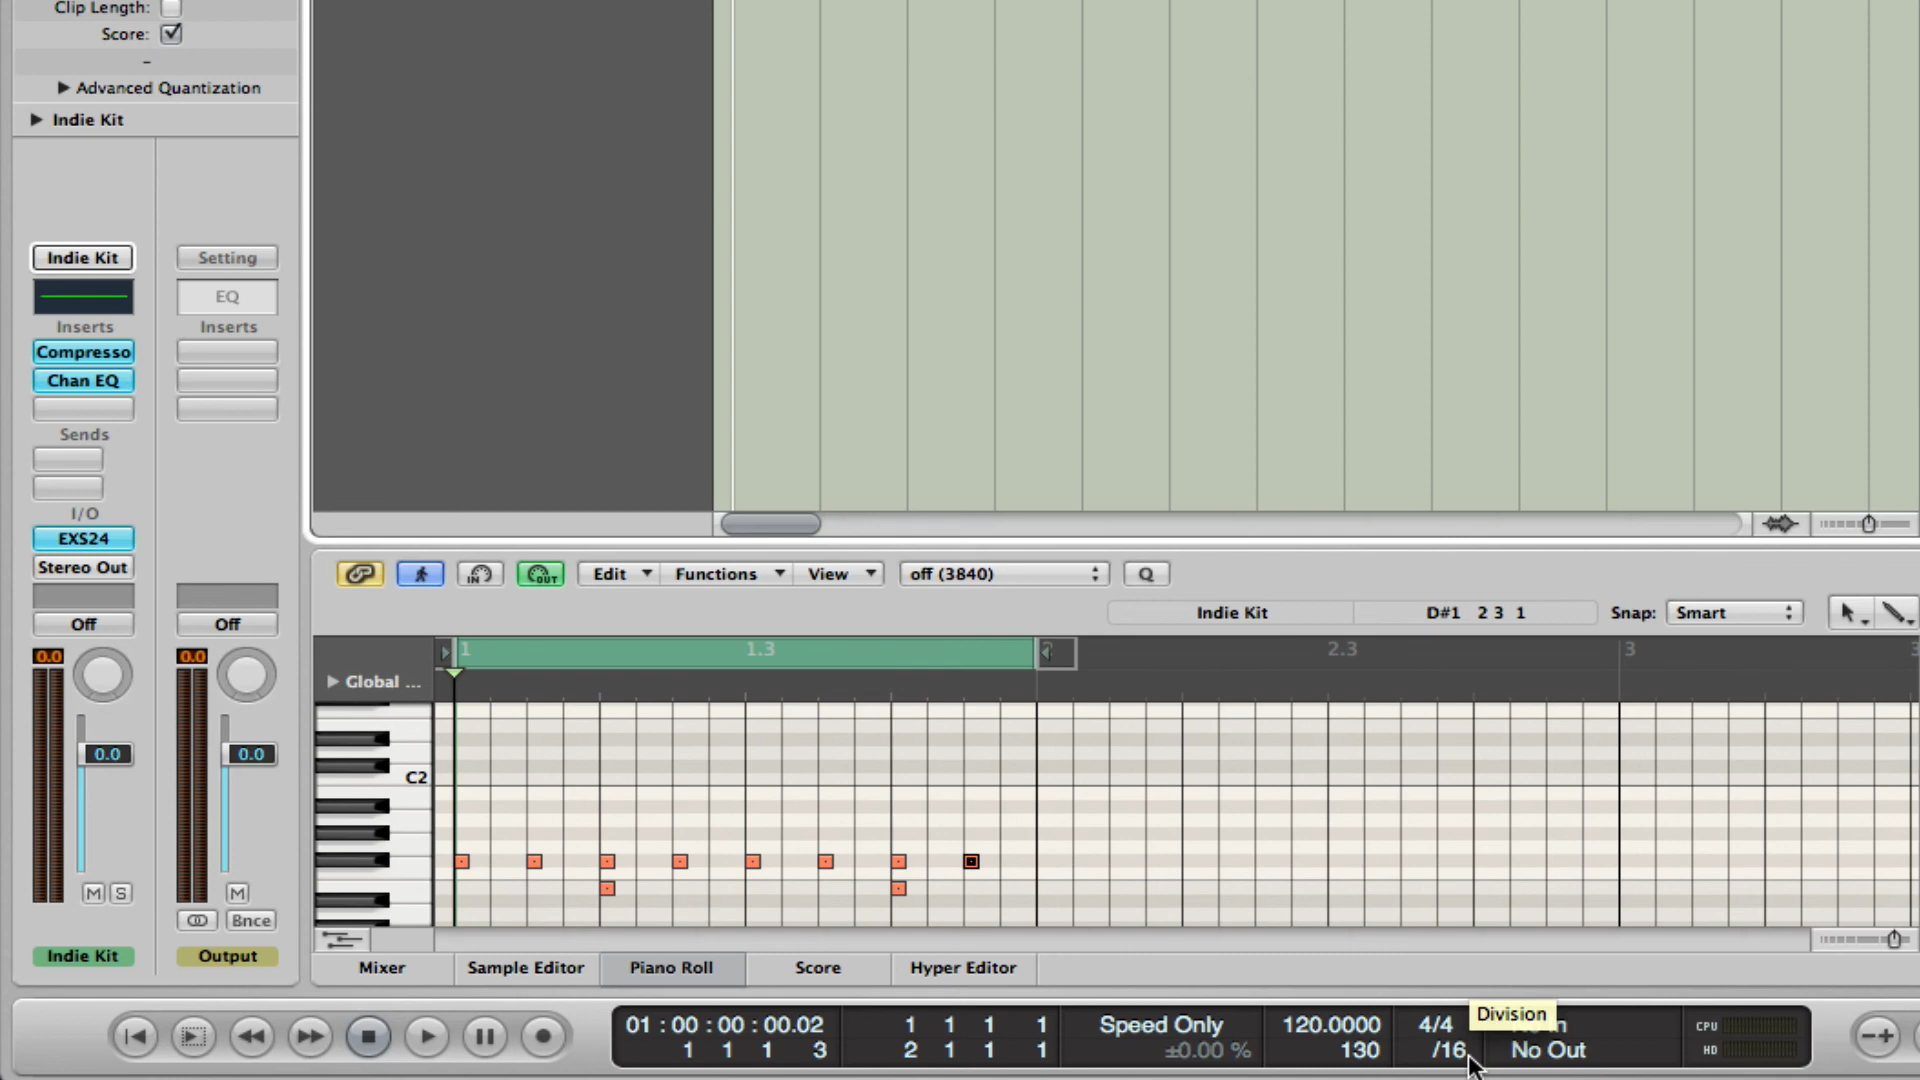 Clip Length:
Score:
-
Advanced Quantization
Indie Kit
Indie Kit
Setting
EQ
Inserts
Inserts
Compresso
Chan EQ
Sends
I/O
EXS24
Stereo Out
Off
Off
0.0
0.0
0.0
0.0
M S
M
Bnce
Indie Kit
Output
IN
OUT
Edit
Functions
View
off (3840)
Q
Indie Kit
D#1 2 3 1
Snap:
Smart
1
1.3
2.3
3
Global ...
C2
Mixer
Sample Editor
Piano Roll
Score
Hyper Editor
01 : 00 : 00 : 00.02
1 1 1 3
1 1 1 1
2 1 1 1
Speed Only
±0.00 %
120.0000
130
4/4
/16
Division
No Out
CPU
HD